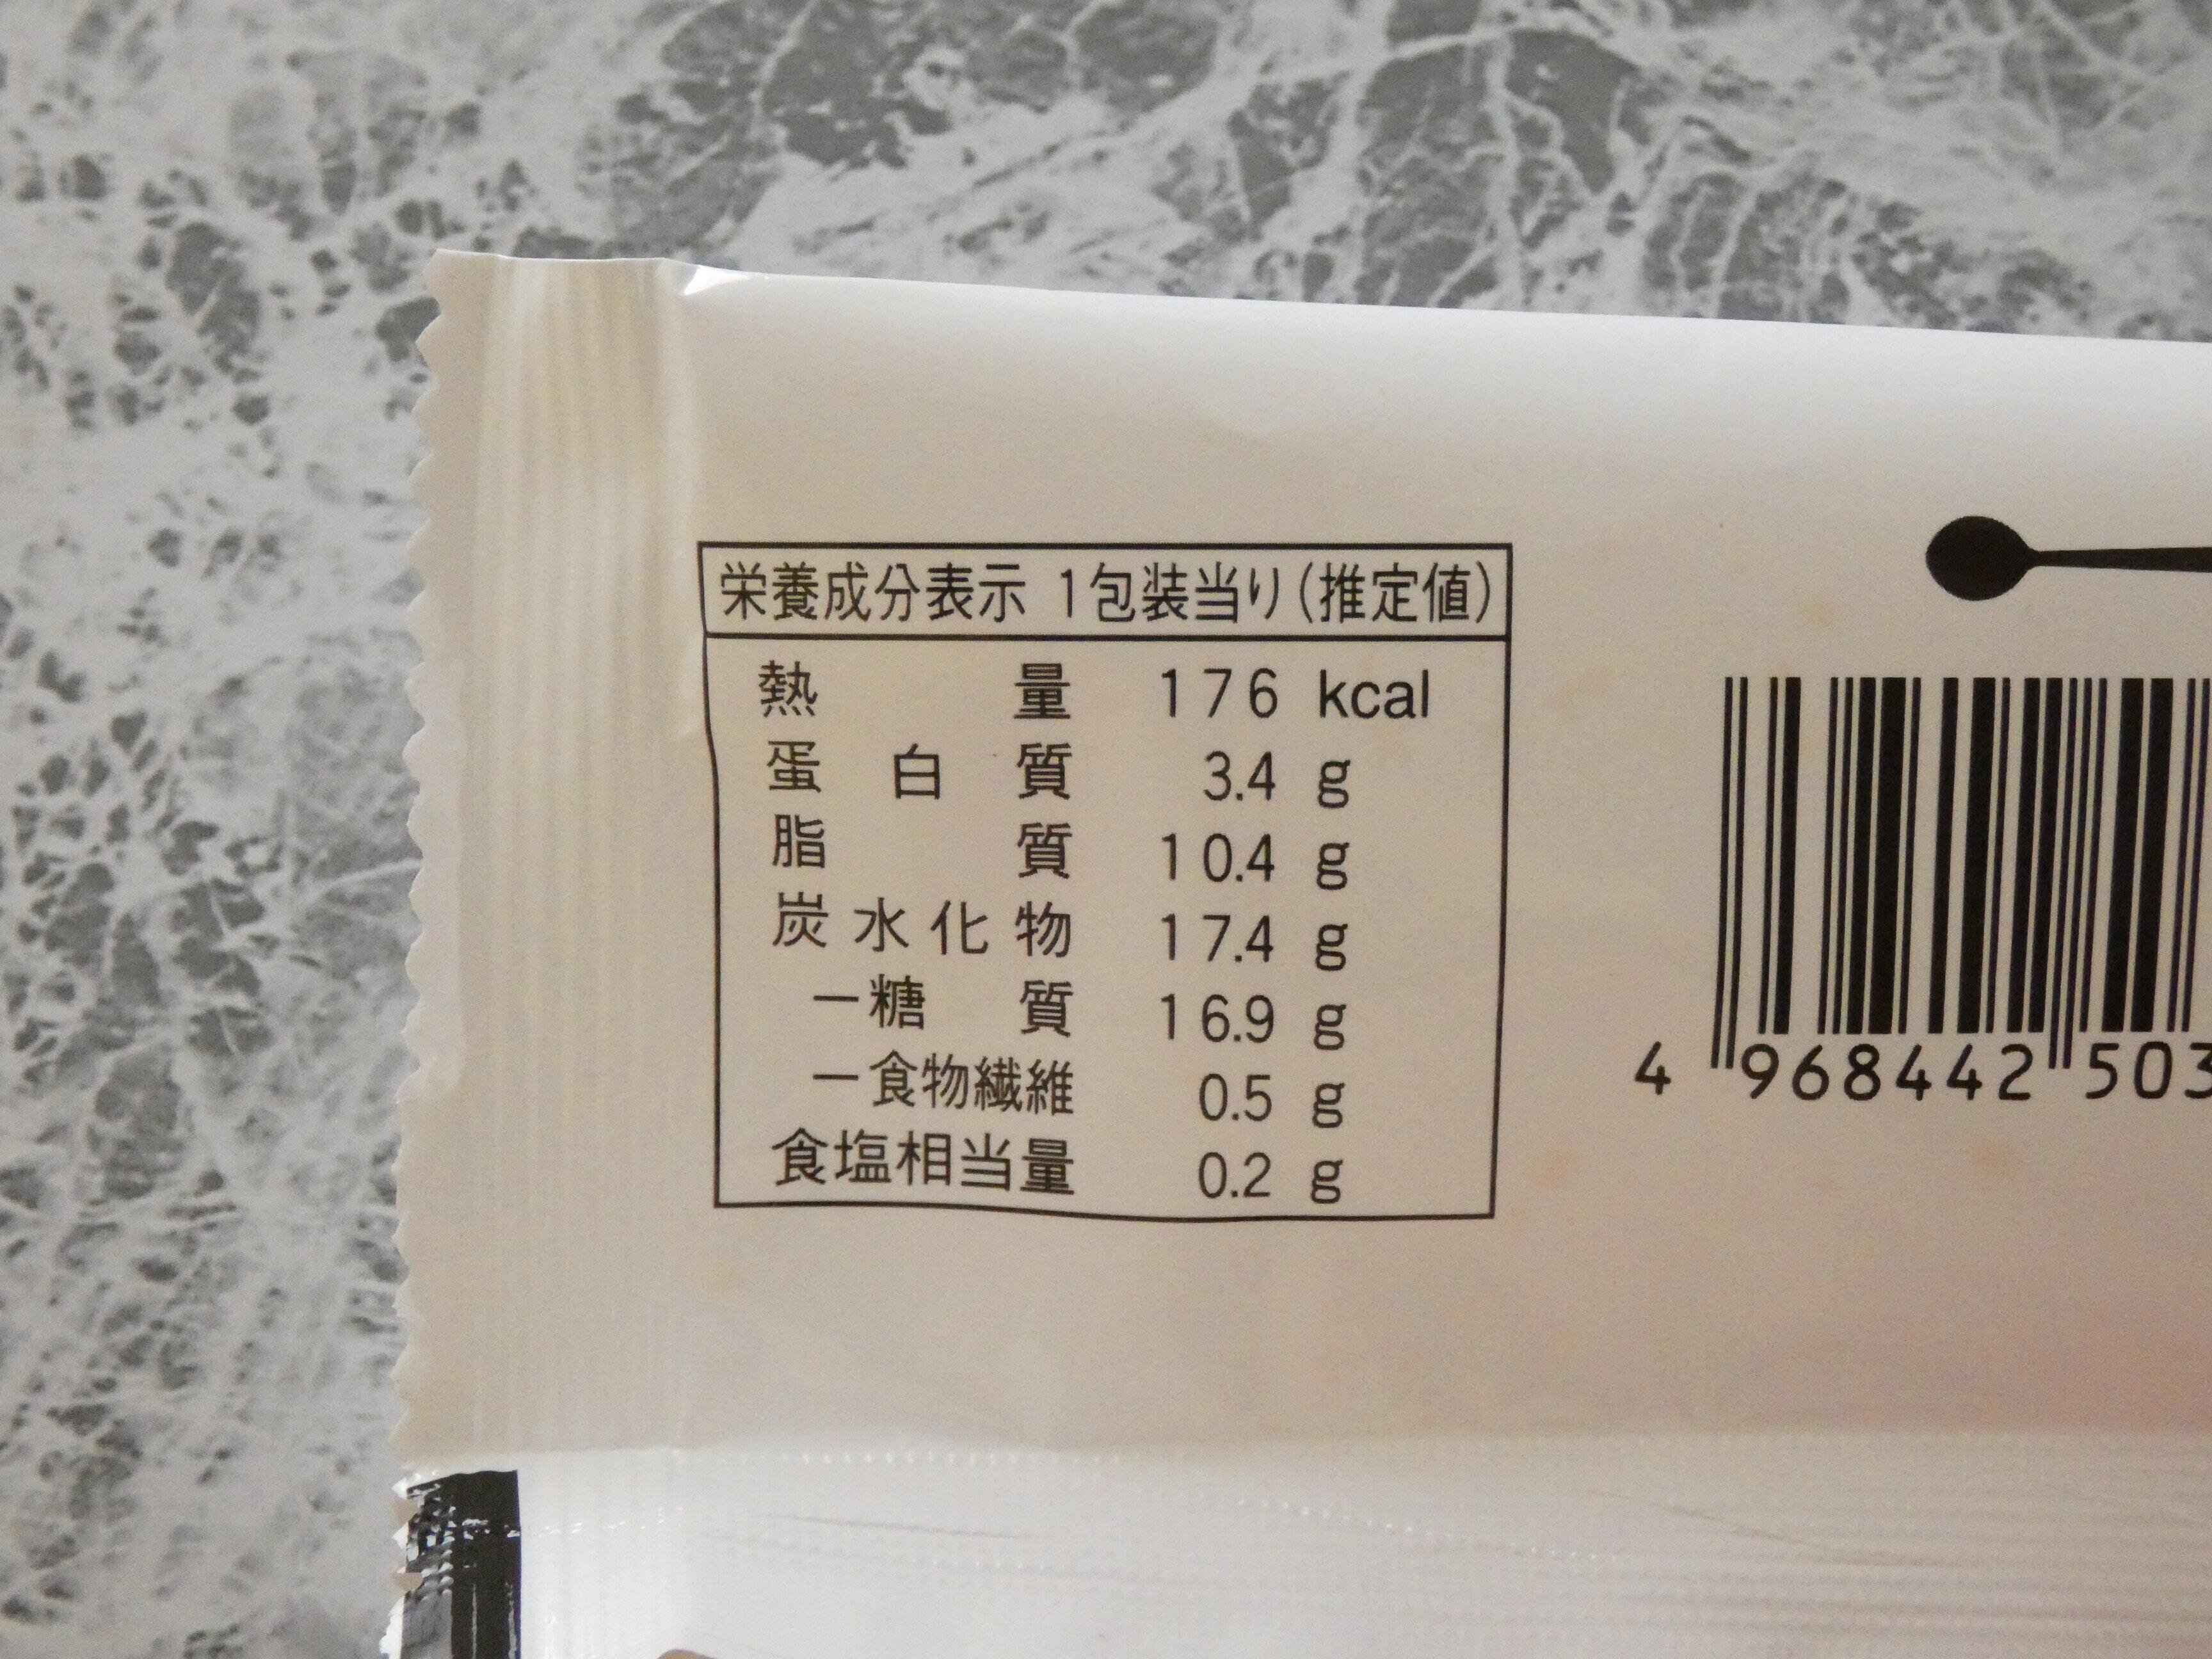 栄養成分表示 1包装当り(推定値)
熱量 176 kcal
蛋白質 3.4 g
脂質 10.4 g
炭水化物 17.4 g
ー糖質 16.9 g
ー食物繊維 0.5 g
食塩相当量 0.2 g
4 968442 503